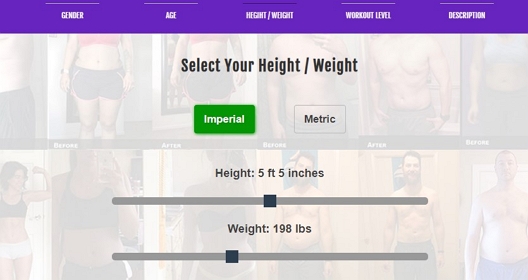 GENDER
AGE
HEGIHT / WEIGHT
WORKOUT LEVEL
DESCRIPTION
Select Your Height / Weight
Imperial
Metric
BEFORE
AFTER
BEFORE
AFTER
BEFORE
Height: 5 ft 5 inches
Weight: 198 lbs